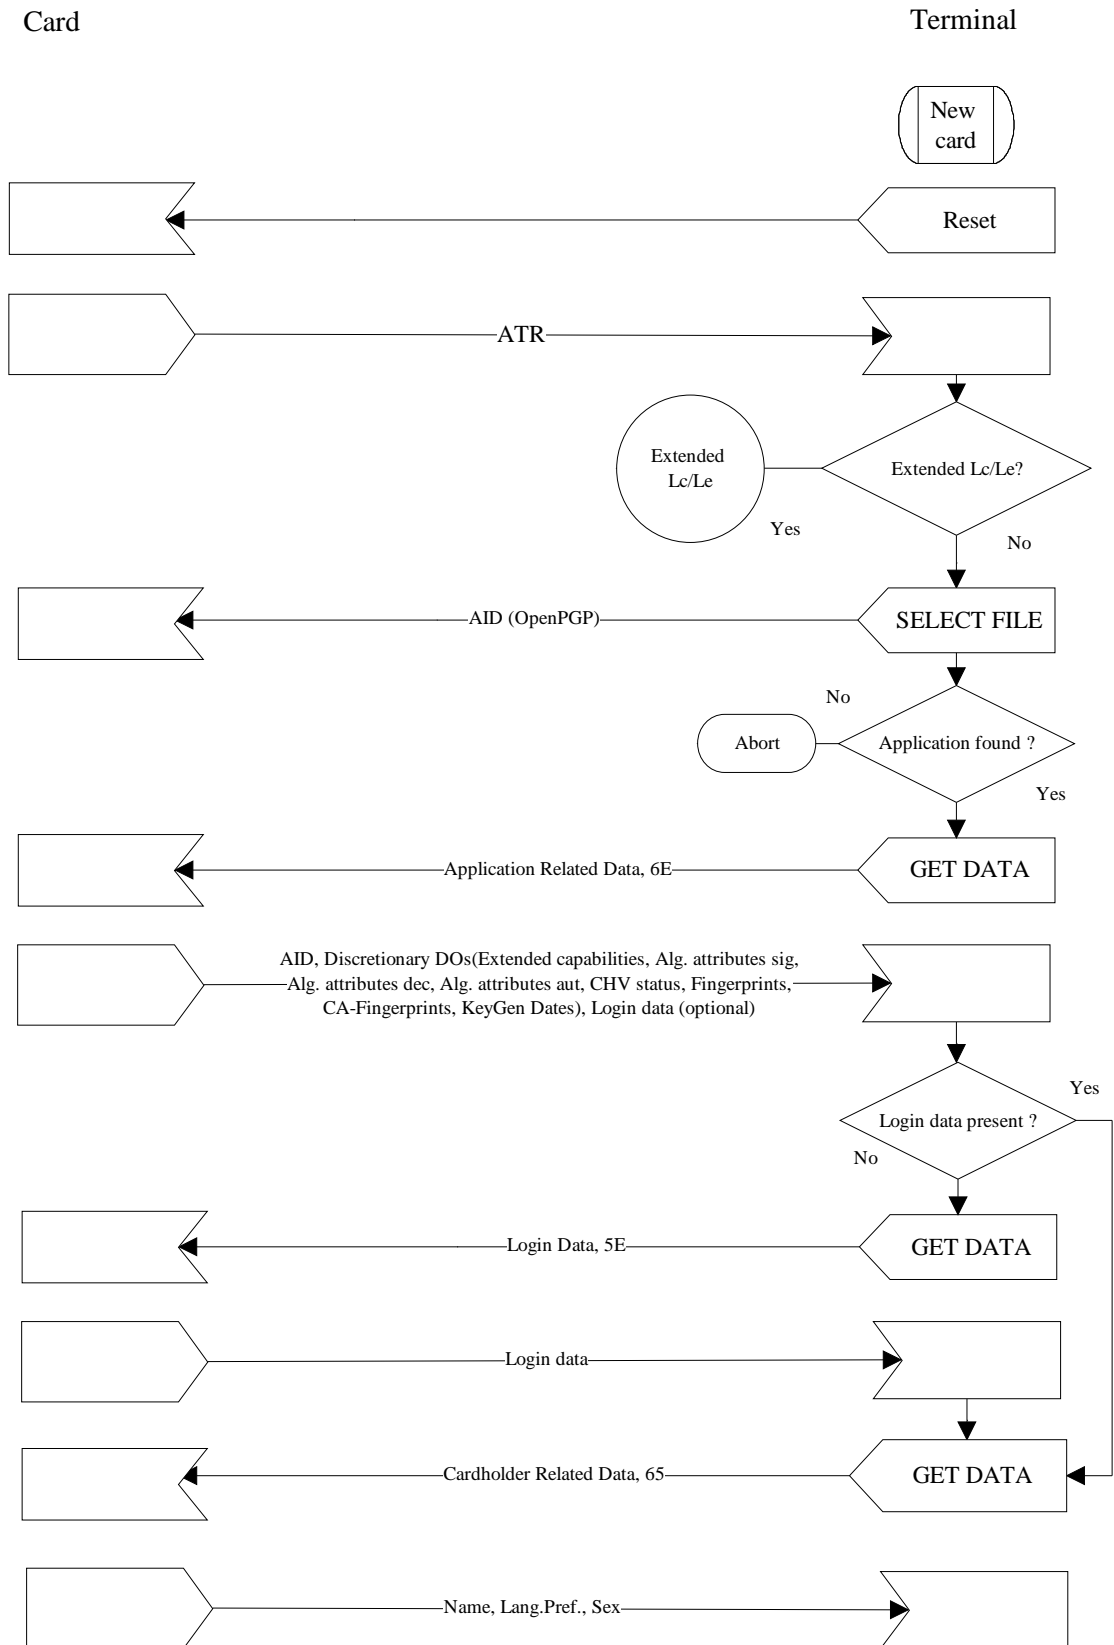 Card
Terminal
New
card
Reset
ATR
Extended
Lc/Le
Extended Lc/Le?
Yes
No
AID (OpenPGP)
SELECT FILE
No
Abort
Application found ?
Yes
Application Related Data, 6E
GET DATA
AID, Discretionary DOs(Extended capabilities, Alg. attributes sig,
Alg. attributes dec, Alg. attributes aut, CHV status, Fingerprints,
CA-Fingerprints, KeyGen Dates), Login data (optional)
Yes
Login data present ?
No
Login Data, 5E
GET DATA
Login data
Cardholder Related Data, 65
GET DATA
Name, Lang.Pref., Sex